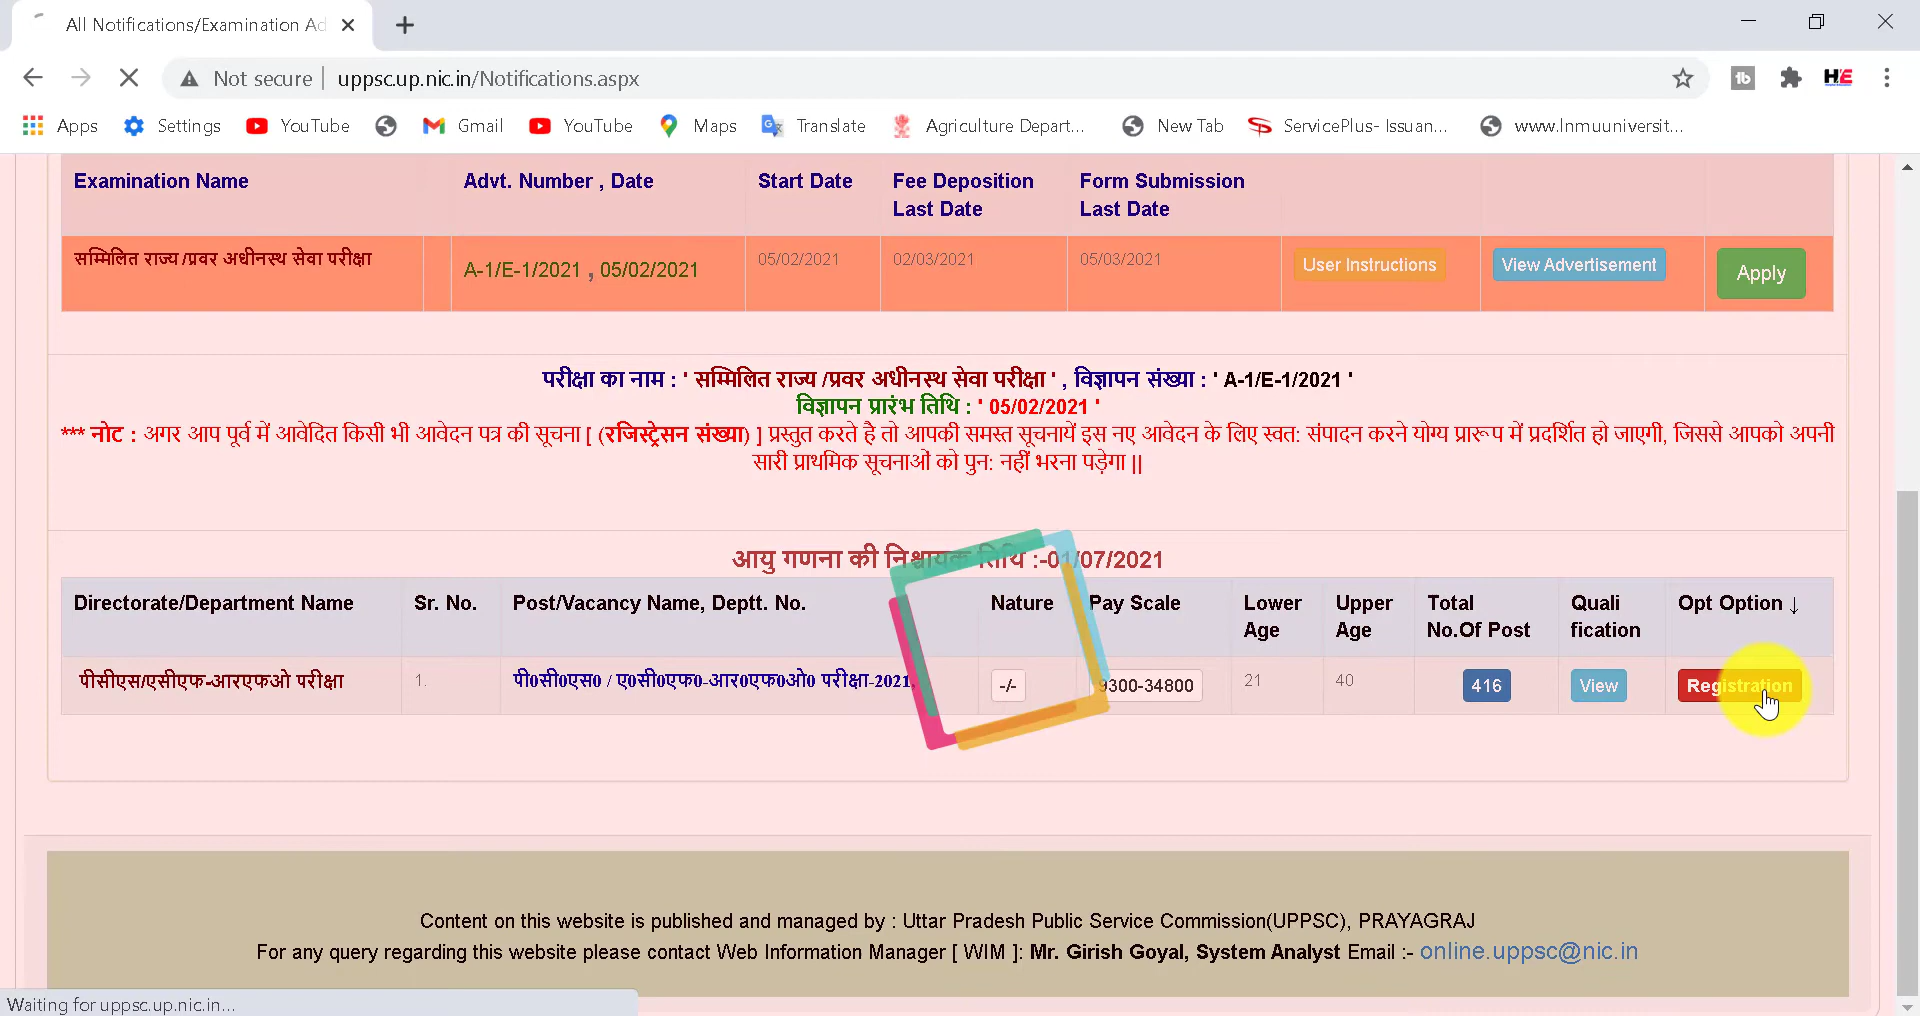 All Notifications/Examination Ad
Not secure | uppsc.up.nic.in/Notifications.aspx
Apps Settings YouTube Gmail YouTube Maps Translate Agriculture Depart... New Tab ServicePlus- Issuan... www.lnmuuniversit...
Examination Name Advt. Number , Date Start Date Fee Deposition Last Date Form Submission Last Date
सम्मिलित राज्य /प्रवर अधीनस्थ सेवा परीक्षा A-1/E-1/2021 , 05/02/2021 05/02/2021 02/03/2021 05/03/2021 User Instructions View Advertisement Apply
परीक्षा का नाम : ' सम्मिलित राज्य /प्रवर अधीनस्थ सेवा परीक्षा ' , विज्ञापन संख्या : ' A-1/E-1/2021 '
विज्ञापन प्रारंभ तिथि : ' 05/02/2021 '
*** नोट : अगर आप पूर्व में आवेदित किसी भी आवेदन पत्र की सूचना [ (रजिस्ट्रेसन संख्या) ] प्रस्तुत करते है तो आपकी समस्त सूचनायें इस नए आवेदन के लिए स्वत: संपादन करने योग्य प्रारूप में प्रदर्शित हो जाएगी, जिससे आपको अपनी
सारी प्राथमिक सूचनाओं को पुन: नहीं भरना पड़ेगा ||
आयु गणना की निश्चायक तिथि :-01/07/2021
Directorate/Department Name Sr. No. Post/Vacancy Name, Deptt. No. Nature Pay Scale Lower Age Upper Age Total No.Of Post Quali fication Opt Option ↓
पीसीएस/एसीएफ-आरएफओ परीक्षा 1. पी0सी0एस0 / ए0सी0एफ0-आर0एफ0ओ0 परीक्षा-2021, -/- 9300-34800 21 40 416 View Registration
Content on this website is published and managed by : Uttar Pradesh Public Service Commission(UPPSC), PRAYAGRAJ
For any query regarding this website please contact Web Information Manager [ WIM ]: Mr. Girish Goyal, System Analyst Email :- online.uppsc@nic.in
Waiting for uppsc.up.nic.in...